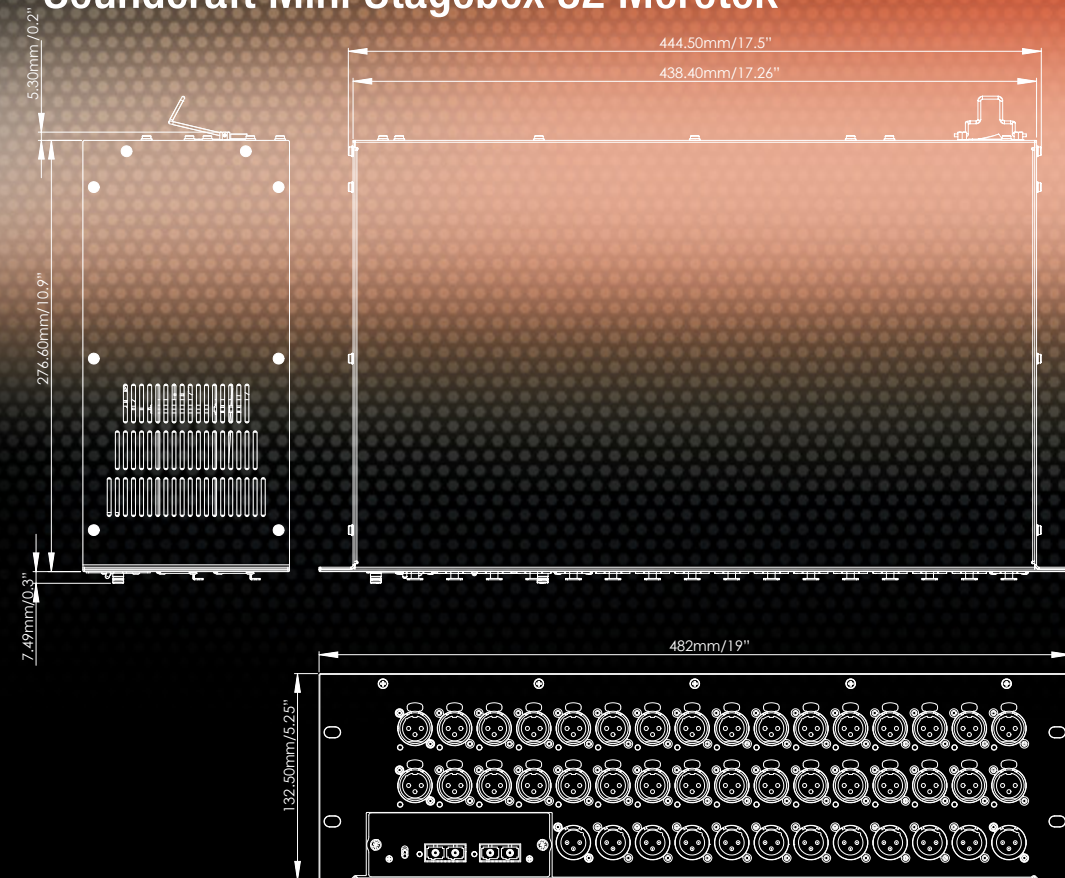 Soundcraft Mini Stagebox 32
5.30mm /0.2"
444.50mm/17.5"
438.40mm/17.26"
276.60mm/10.9"
7.49mm/0.3"
482mm/19"
132.50mm/5.25"